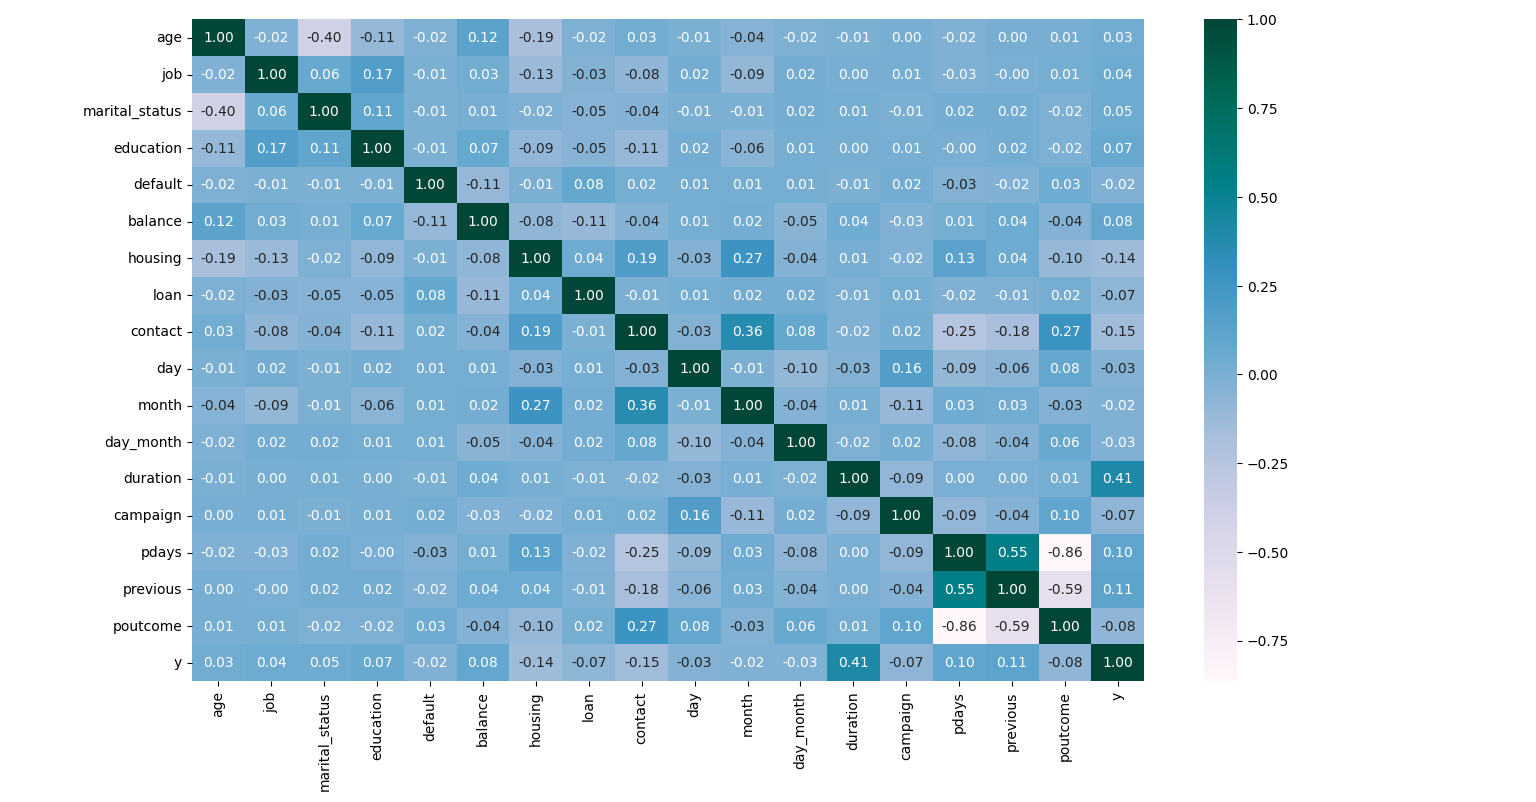 age 1.00 -0.02 -0.40 -0.11 -0.02 0.12 -0.19 -0.02 0.03 -0.01 -0.04 -0.02 -0.01 0.00 -0.02 0.00 0.01 0.03
job -0.02 1.00 0.06 0.17 -0.01 0.03 -0.13 -0.03 -0.08 0.02 -0.09 0.02 0.00 0.01 -0.03 -0.00 0.01 0.04
marital_status -0.40 0.06 1.00 0.11 -0.01 0.01 -0.02 -0.05 -0.04 -0.01 -0.01 0.02 0.01 -0.01 0.02 0.02 -0.02 0.05
education -0.11 0.17 0.11 1.00 -0.01 0.07 -0.09 -0.05 -0.11 0.02 -0.06 0.01 0.00 0.01 -0.00 0.02 -0.02 0.07
default -0.02 -0.01 -0.01 -0.01 1.00 -0.11 -0.01 0.08 0.02 0.01 0.01 0.01 -0.01 0.02 -0.03 -0.02 0.03 -0.02
balance 0.12 0.03 0.01 0.07 -0.11 1.00 -0.08 -0.11 -0.04 0.01 0.02 -0.05 0.04 -0.03 0.01 0.04 -0.04 0.08
housing -0.19 -0.13 -0.02 -0.09 -0.01 -0.08 1.00 0.04 0.19 -0.03 0.27 -0.04 0.01 -0.02 0.13 0.04 -0.10 -0.14
loan -0.02 -0.03 -0.05 -0.05 0.08 -0.11 0.04 1.00 -0.01 0.01 0.02 0.02 -0.01 0.01 -0.02 -0.01 0.02 -0.07
contact 0.03 -0.08 -0.04 -0.11 0.02 -0.04 0.19 -0.01 1.00 -0.03 0.36 0.08 -0.02 0.02 -0.25 -0.18 0.27 -0.15
day -0.01 0.02 -0.01 0.02 0.01 0.01 -0.03 0.01 -0.03 1.00 -0.01 -0.10 -0.03 0.16 -0.09 -0.06 0.08 -0.03
month -0.04 -0.09 -0.01 -0.06 0.01 0.02 0.27 0.02 0.36 -0.01 1.00 -0.04 0.01 -0.11 0.03 0.03 -0.03 -0.02
day_month -0.02 0.02 0.02 0.01 0.01 -0.05 -0.04 0.02 0.08 -0.10 -0.04 1.00 -0.02 0.02 -0.08 -0.04 0.06 -0.03
duration -0.01 0.00 0.01 0.00 -0.01 0.04 0.01 -0.01 -0.02 -0.03 0.01 -0.02 1.00 -0.09 0.00 0.00 0.01 0.41
campaign 0.00 0.01 -0.01 0.01 0.02 -0.03 -0.02 0.01 0.02 0.16 -0.11 0.02 -0.09 1.00 -0.09 -0.04 0.10 -0.07
pdays -0.02 -0.03 0.02 -0.00 -0.03 0.01 0.13 -0.02 -0.25 -0.09 0.03 -0.08 0.00 -0.09 1.00 0.55 -0.86 0.10
previous 0.00 -0.00 0.02 0.02 -0.02 0.04 0.04 -0.01 -0.18 -0.06 0.03 -0.04 0.00 -0.04 0.55 1.00 -0.59 0.11
poutcome 0.01 0.01 -0.02 -0.02 0.03 -0.04 -0.10 0.02 0.27 0.08 -0.03 0.06 0.01 0.10 -0.86 -0.59 1.00 -0.08
y 0.03 0.04 0.05 0.07 -0.02 0.08 -0.14 -0.07 -0.15 -0.03 -0.02 -0.03 0.41 -0.07 0.10 0.11 -0.08 1.00
age job marital_status education default balance housing loan contact day month day_month duration campaign pdays previous poutcome y
1.00
0.75
0.50
0.25
0.00
−0.25
−0.50
−0.75